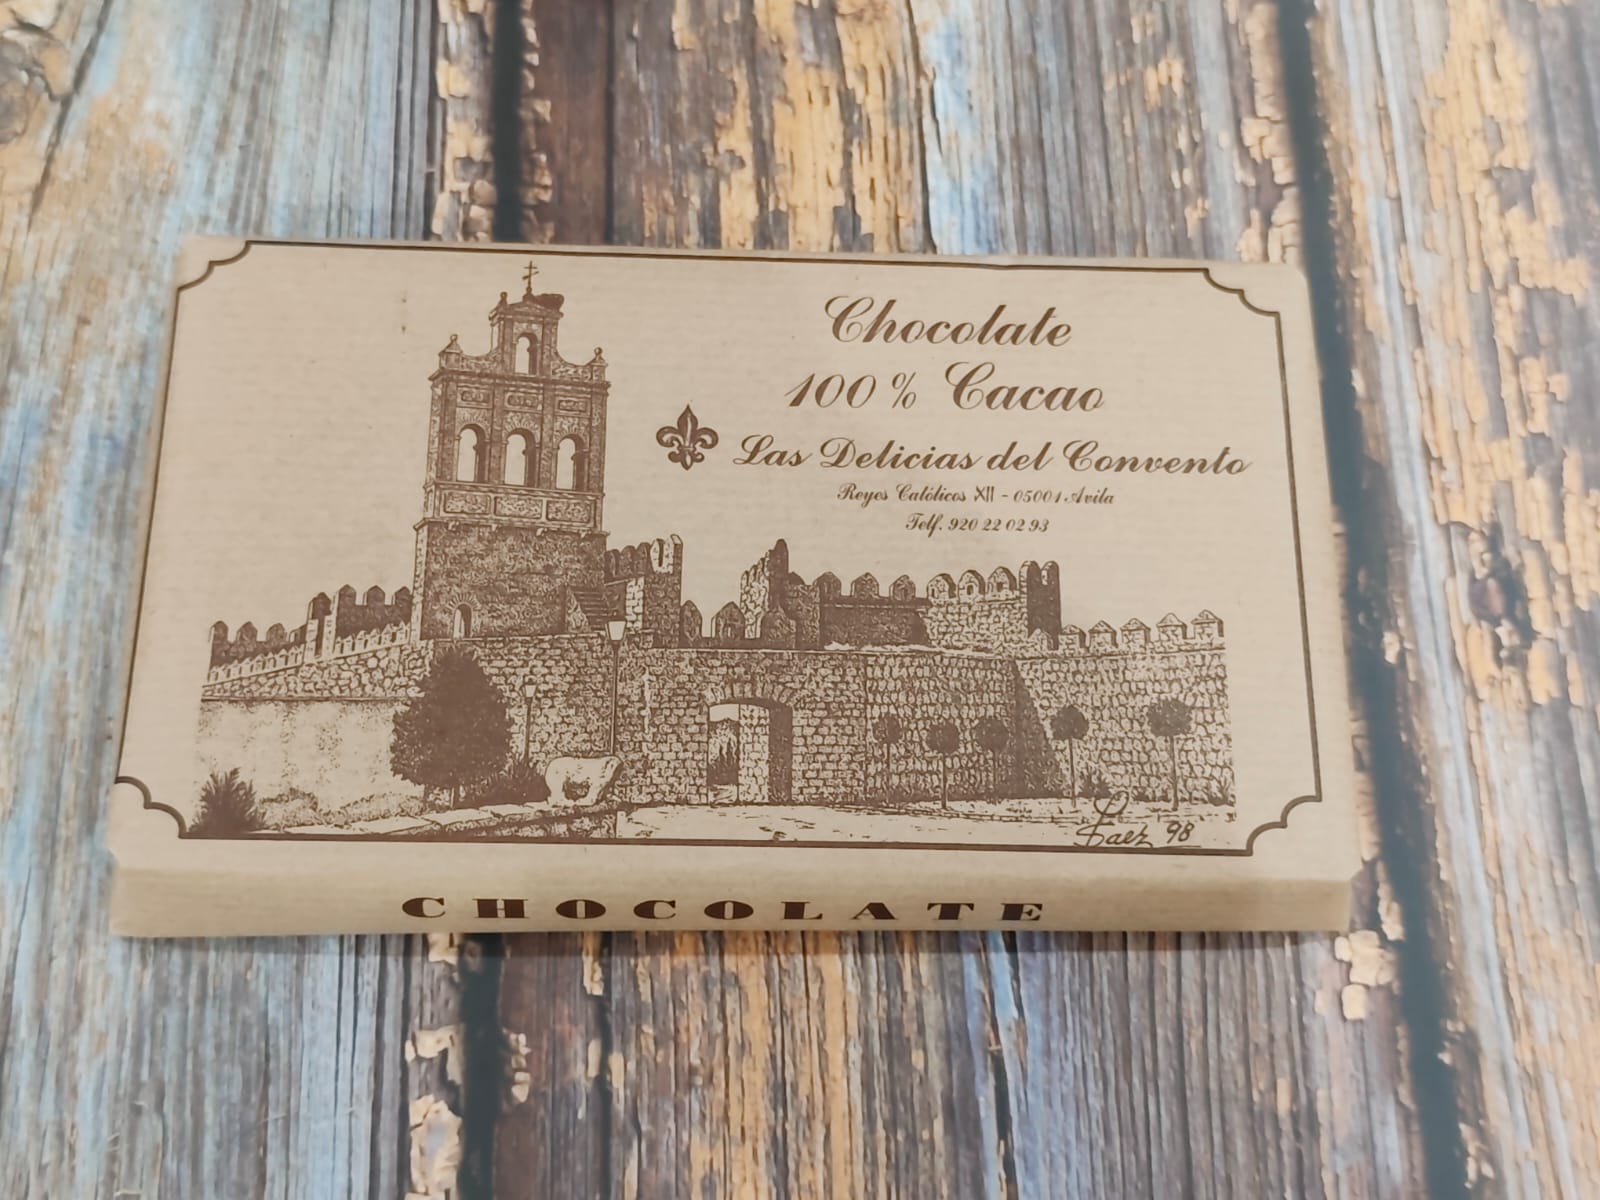 Chocolate
100 % Cacao
Las Delicias del Convento
Reyes Católicos XII - 05001 Avila
Telf. 920 22 02 93
Saez 98
CHOCOLATE